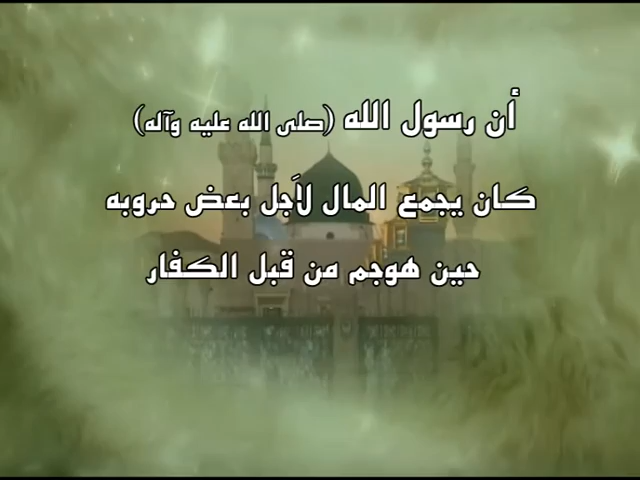 أن رسول الله (صلى الله عليه وآله)
كان يجمع المال لأجل بعض حروبه
حين هوجم من قبل الكفار